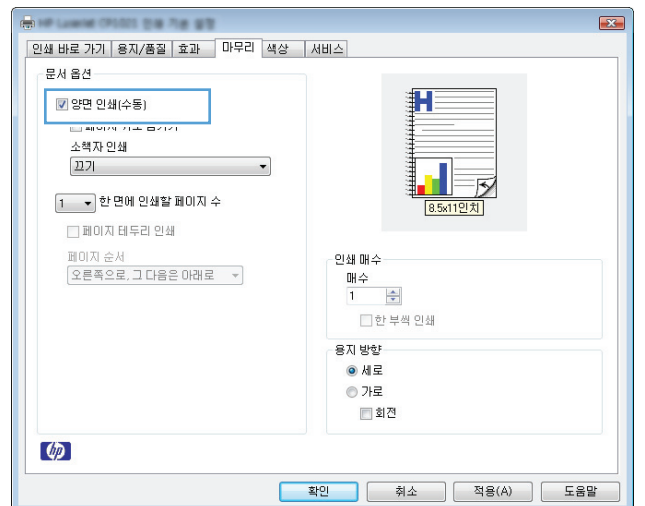 인쇄 바로 가기 용지/품질 효과 마무리 색상 서비스
문서 옵션
양면 인쇄(수동)
소책자 인쇄
끄기
1 한 면에 인쇄할 페이지 수
페이지 테두리 인쇄
페이지 순서
오른쪽으로, 그 다음은 아래로
H
8.5x11인치
인쇄 매수
매수
1
한 부씩 인쇄
용지 방향
세로
가로
회전
hp
확인 취소 적용(A) 도움말